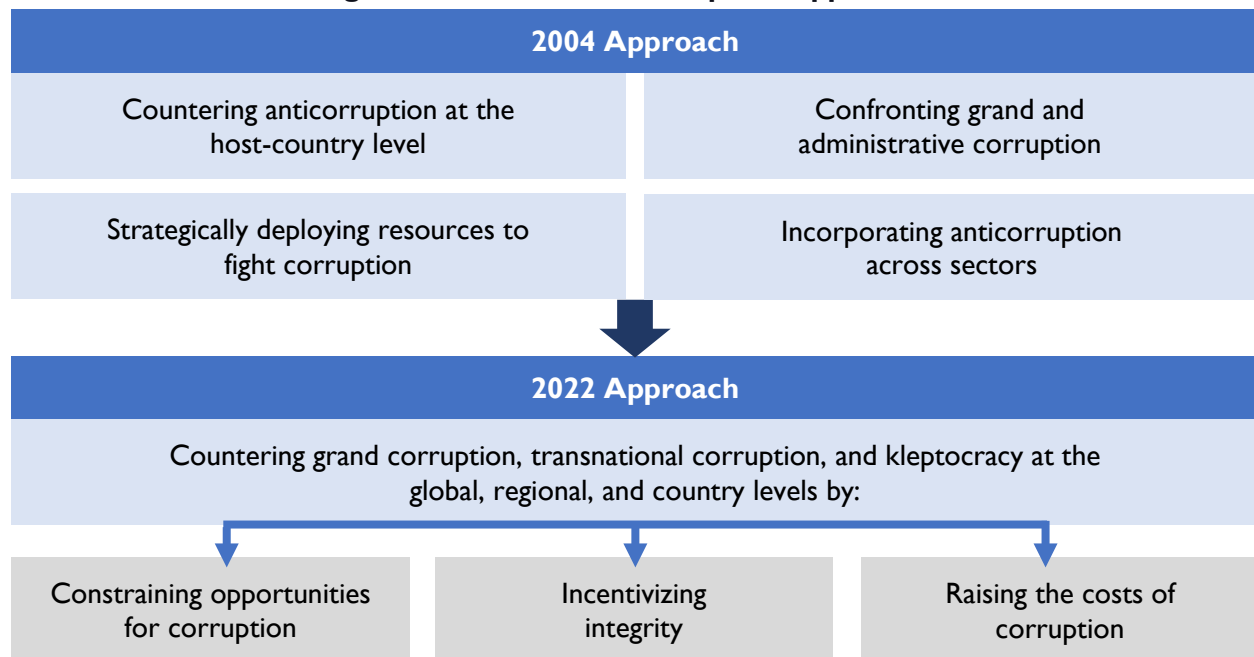 2004 Approach
Countering anticorruption at the
host-country level
Confronting grand and
administrative corruption
Strategically deploying resources to
fight corruption
Incorporating anticorruption
across sectors
2022 Approach
Countering grand corruption, transnational corruption, and kleptocracy at the
global, regional, and country levels by:
Constraining opportunities
for corruption
Incentivizing
integrity
Raising the costs of
corruption